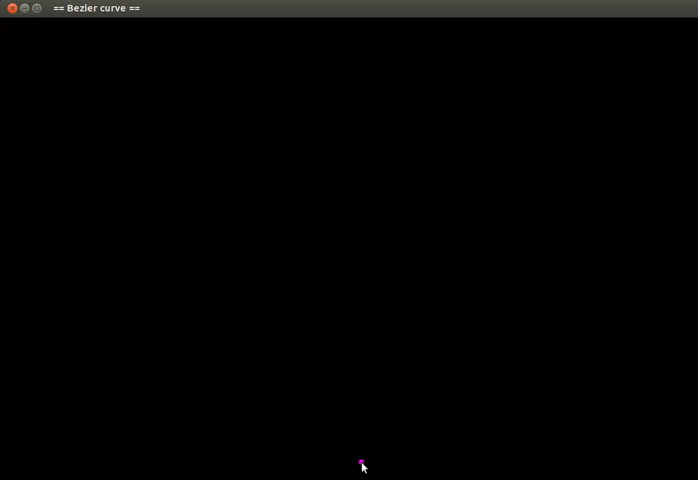 == Bezier curve ==